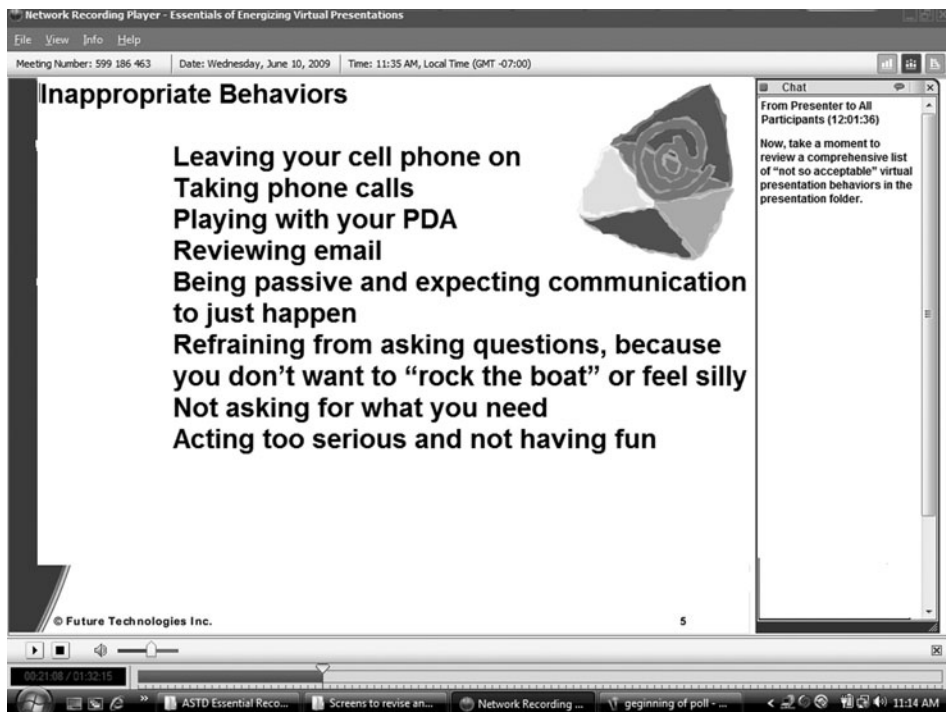 Network Recording Player - Essentials of Energizing Virtual Presentations
File View Info Help
Meeting Number: 599 186 463 Date: Wednesday, June 10, 2009 Time: 11:35 AM, Local Time (GMT -07:00)
Inappropriate Behaviors
Leaving your cell phone on
Taking phone calls
Playing with your PDA
Reviewing email
Being passive and expecting communication
to just happen
Refraining from asking questions, because
you don't want to “rock the boat” or feel silly
Not asking for what you need
Acting too serious and not having fun
© Future Technologies Inc. 5
Chat
From Presenter to All
Participants (12:01:36)
Now, take a moment to
review a comprehensive list
of “not so acceptable” virtual
presentation behaviors in the
presentation folder.
00:21:08 / 01:32:15
ASTD Essential Reco... Screens to revise an... Network Recording ... geginning of poll - ... 11:14 AM